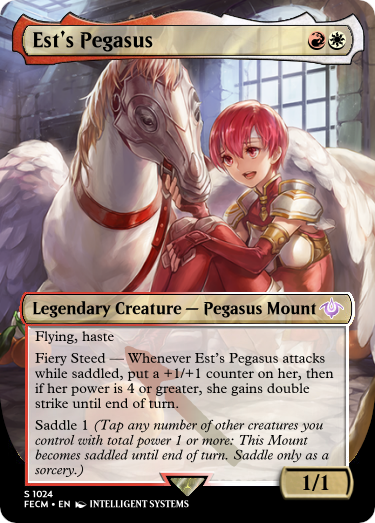 Est's Pegasus
Legendary Creature — Pegasus Mount
Flying, haste
Fiery Steed — Whenever Est's Pegasus attacks
while saddled, put a +1/+1 counter on her, then
if her power is 4 or greater, she gains double
strike until end of turn.
Saddle 1 (Tap any number of other creatures you
control with total power 1 or more: This Mount
becomes saddled until end of turn. Saddle only as a
sorcery.)
1/1
S 1024
FECM • EN INTELLIGENT SYSTEMS